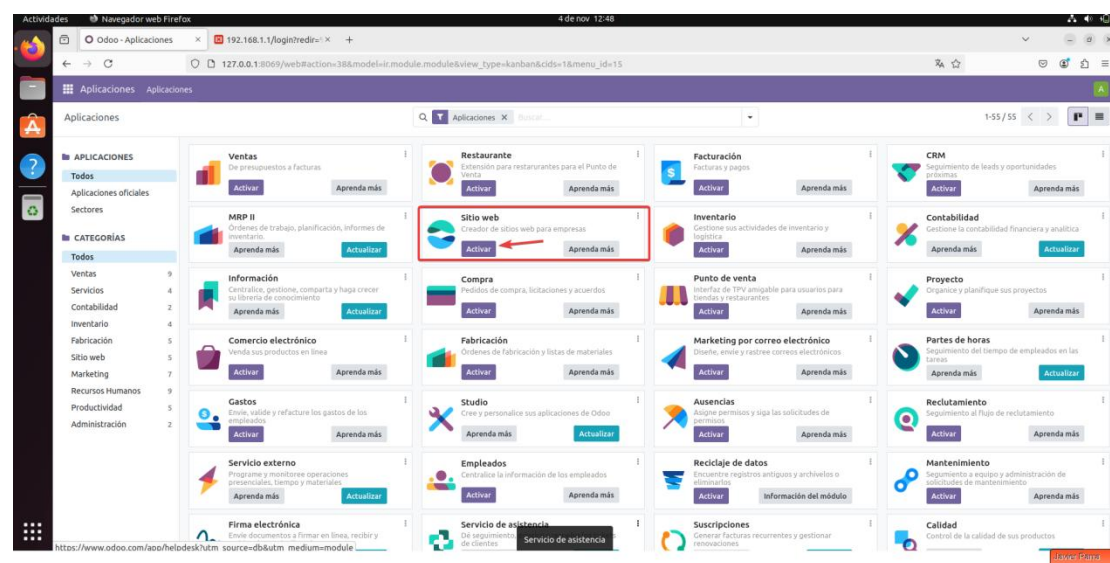 Actividades Navegador web Firefox 4 de nov 12:48
Odoo - Aplicaciones × 192.168.1.1/login?redir= × +
127.0.0.1:8069/web#action=38&model=ir.module.module&view_type=kanban&cids=1&menu_id=15
Aplicaciones Aplicaciones A
Aplicaciones
Aplicaciones X Buscar...
1-55 / 55
APLICACIONES
Todos
Aplicaciones oficiales
Sectores
CATEGORÍAS
Todos
Ventas 9
Servicios 4
Contabilidad 2
Inventario 4
Fabricación 5
Sitio web 5
Marketing 7
Recursos Humanos 9
Productividad 5
Administración 2
Ventas
De presupuestos a facturas
Activar Aprenda más
Restaurante
Extensión para restarurantes para el Punto de
Venta
Activar Aprenda más
Facturación
Facturas y pagos
Activar Aprenda más
CRM
Seguimiento de leads y oportunidades
próximas
Activar Aprenda más
MRP II
Órdenes de trabajo, planificación, informes de
inventario.
Aprenda más Actualizar
Sitio web
Creador de sitios web para empresas
Activar Aprenda más
Inventario
Gestione sus actividades de inventario y
logística
Activar Aprenda más
Contabilidad
Gestione la contabilidad financiera y analítica
Aprenda más Actualizar
Información
Centralice, gestione, comparta y haga crecer
su librería de conocimiento
Aprenda más Actualizar
Compra
Pedidos de compra, licitaciones y acuerdos
Activar Aprenda más
Punto de venta
Interfaz de TPV amigable para usuarios para
tiendas y restaurantes
Activar Aprenda más
Proyecto
Organice y planifique sus proyectos
Activar Aprenda más
Comercio electrónico
Venda sus productos en línea
Activar Aprenda más
Fabricación
Órdenes de fabricación y listas de materiales
Activar Aprenda más
Marketing por correo electrónico
Diseñe, envíe y rastree correos electrónicos
Activar Aprenda más
Partes de horas
Seguimiento del tiempo de empleados en las
tareas
Aprenda más Actualizar
Gastos
Envíe, valide y refacture los gastos de los
empleados
Activar Aprenda más
Studio
Cree y personalice sus aplicaciones de Odoo
Aprenda más Actualizar
Ausencias
Asigne permisos y siga las solicitudes de
permisos
Activar Aprenda más
Reclutamiento
Seguimiento al flujo de reclutamiento
Activar Aprenda más
Servicio externo
Programe y monitoree operaciones
presenciales, tiempo y materiales
Aprenda más Actualizar
Empleados
Centralice la información de los empleados
Activar Aprenda más
Reciclaje de datos
Encuentre registros antiguos y archívelos o
elimínarlos
Activar Información del módulo
Mantenimiento
Seguimiento a equipo y administración de
solicitudes de mantenimiento
Activar Aprenda más
Firma electrónica
Envíe documentos a firmar en línea, recibir y
Servicio de asistencia
Dé seguimiento,
de clientes
Servicio de asistencia
Suscripciones
Generar facturas recurrentes y gestionar
renovaciones
Calidad
Control de la calidad de sus productos
https://www.odoo.com/app/helpdesk?utm_source=db&utm_medium=module